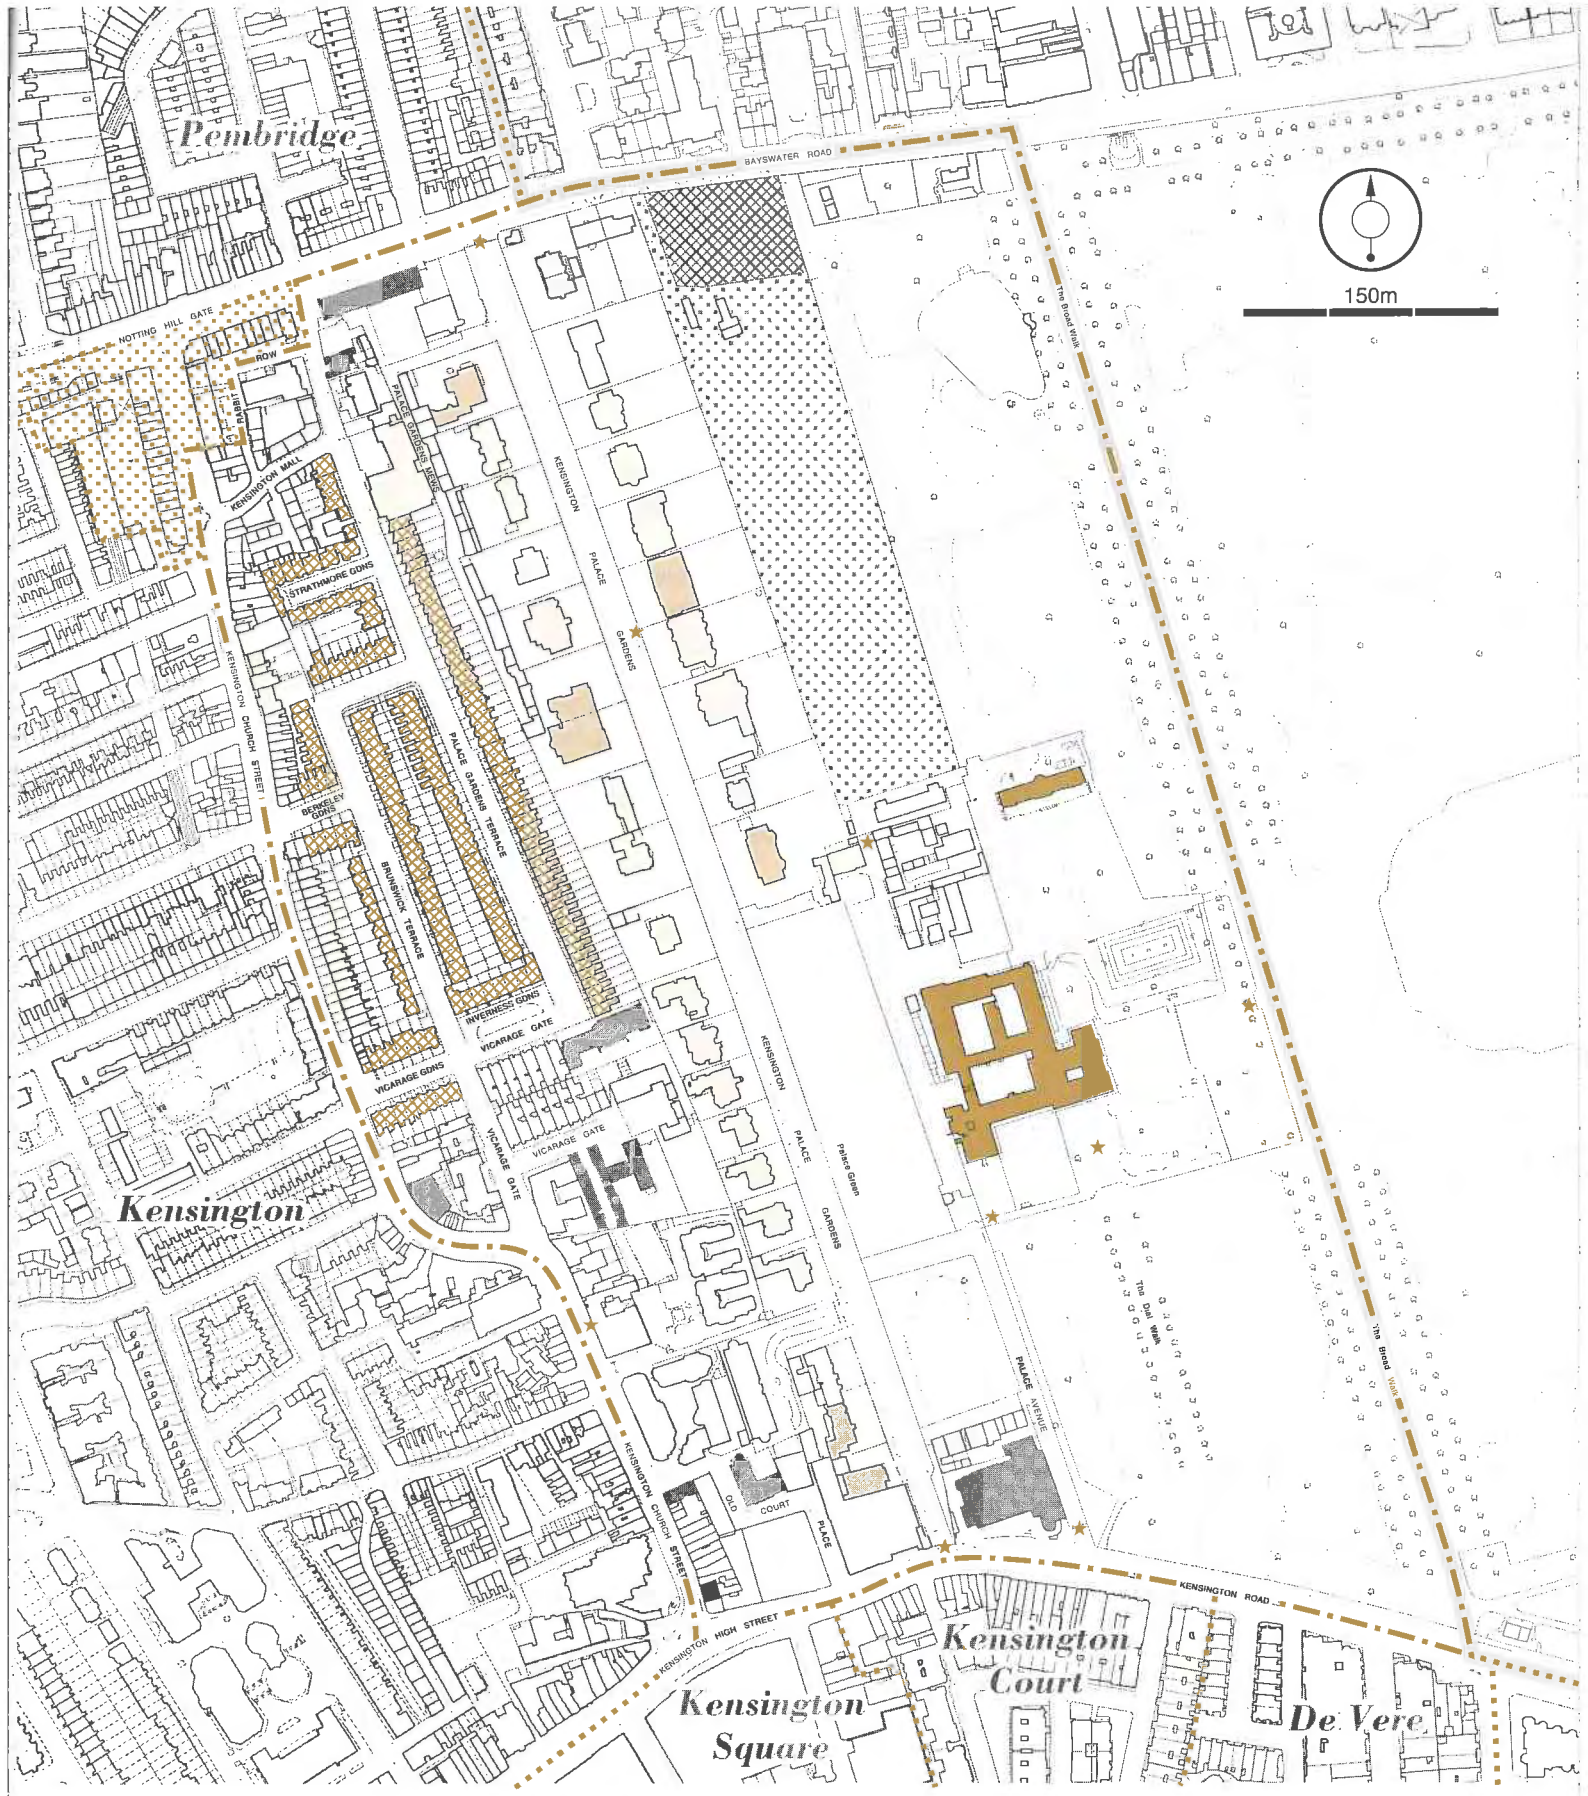 Pembridge
BAYSWATER ROAD
150m
NOTTING HILL GATE
The Broad Walk
ROW
RABBIT
PALACE GARDENS MEWS
KENSINGTON MALL
KENSINGTON
PALACE
GARDENS
STRATHMORE GDNS
KENSINGTON CHURCH STREET
PALACE GARDENS TERRACE
BERKELEY
GDNS
BRUNSWICK TERRACE
INVERNESS GDNS
VICARAGE GATE
VICARAGE GDNS
KENSINGTON
PALACE
GARDENS
VICARAGE GATE
VICARAGE GATE
Palace Green
Kensington
The Dial Walk
The Broad Walk
PALACE AVENUE
KENSINGTON CHURCH STREET
OLD
COURT
PLACE
KENSINGTON ROAD
KENSINGTON HIGH STREET
Kensington
Court
Kensington
Square
De Vere